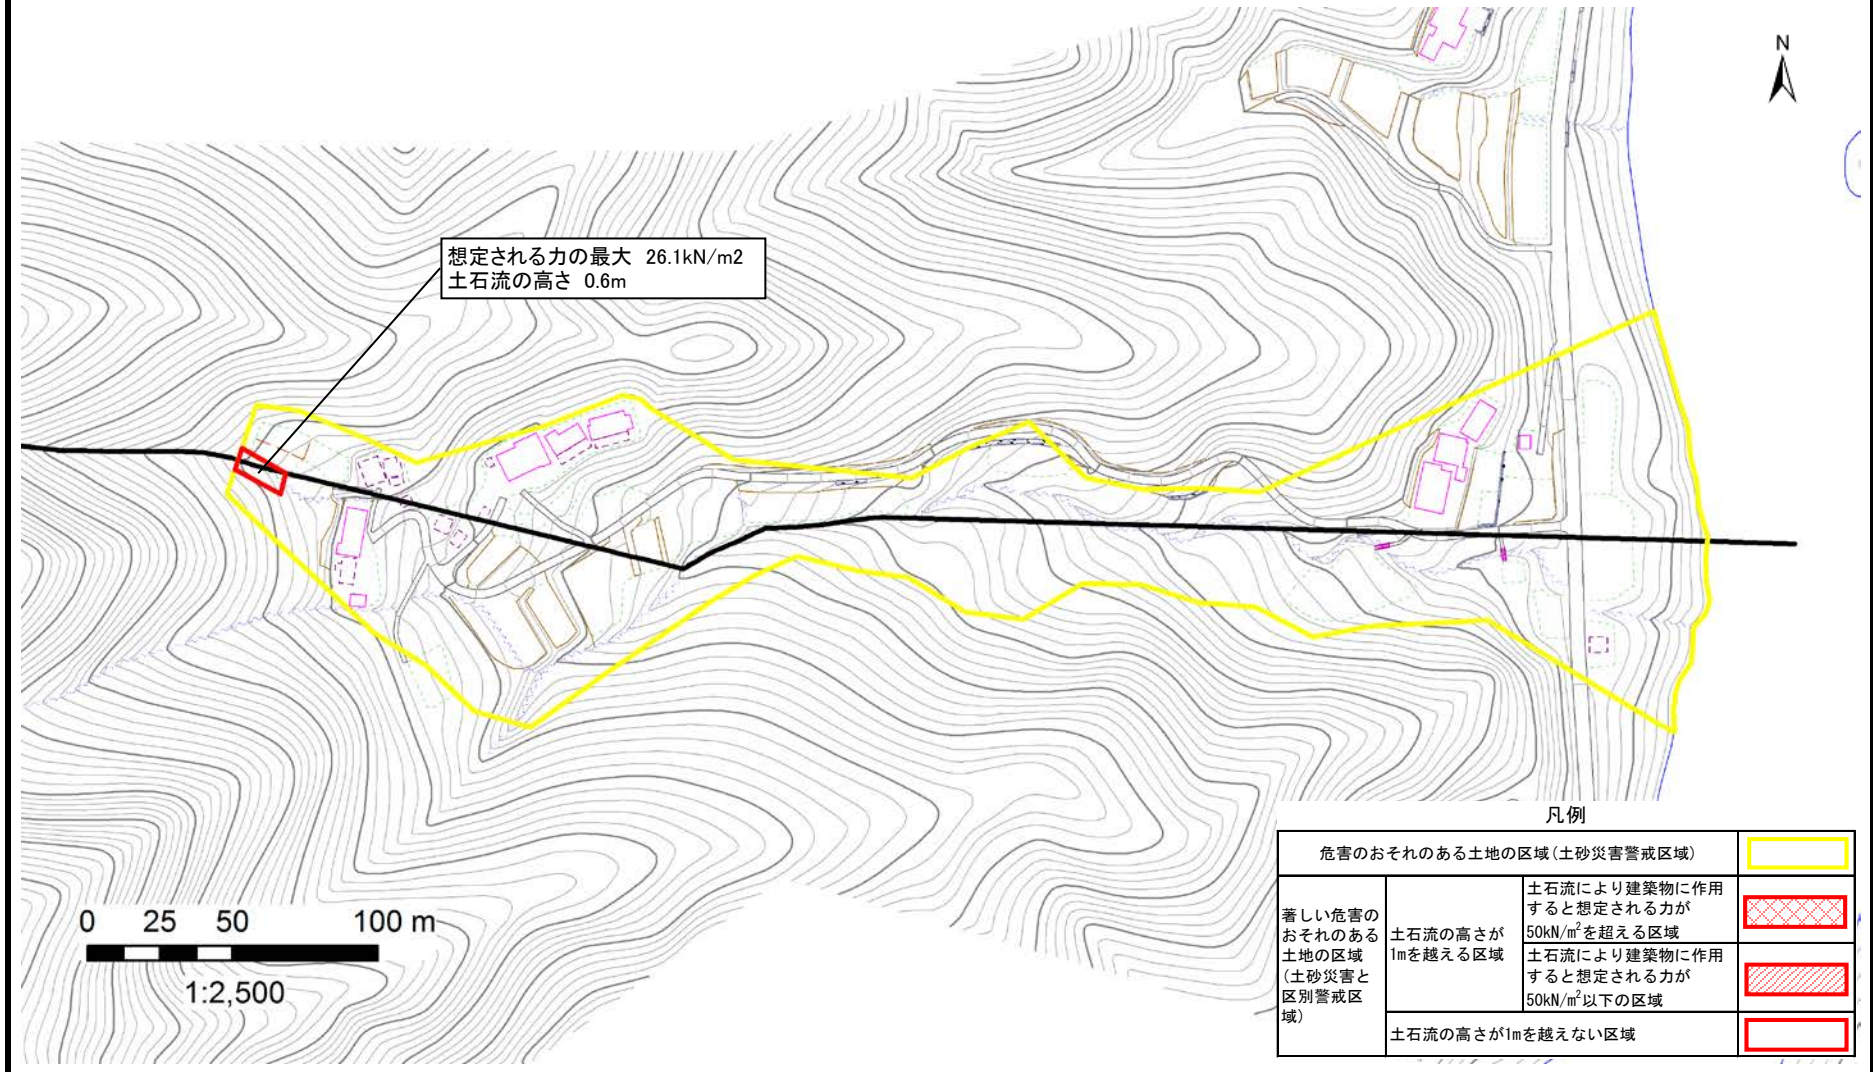 N
想定される力の最大 26.1kN/m2
土石流の高さ 0.6m
0 25 50 100 m
1:2,500
凡例
危害のおそれのある土地の区域(土砂災害警戒区域)
著しい危害の
おそれのある
土地の区域
(土砂災害と
区別警戒区
域)
土石流の高さが
1mを越える区域
土石流により建築物に作用
すると想定される力が
50kN/m²を超える区域
土石流により建築物に作用
すると想定される力が
50kN/m²以下の区域
土石流の高さが1mを越えない区域